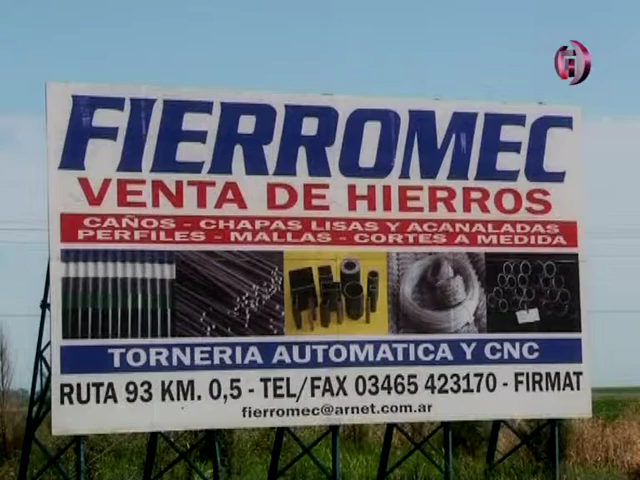 FIERROMEC
VENTA DE HIERROS
CAÑOS - CHAPAS LISAS Y ACANALADAS
PERFILES - MALLAS - CORTES A MEDIDA
TORNERIA AUTOMATICA Y CNC
RUTA 93 KM. 0,5 - TEL/FAX 03465 423170 - FIRMAT
fierromec@arnet.com.ar